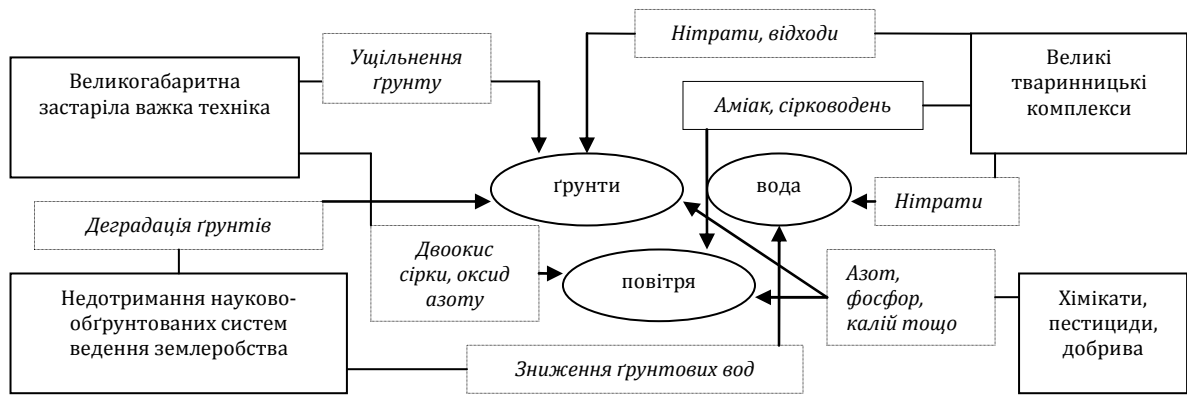 Нітрати, відходи
Великі
тваринницькі
комплекси
Ущільнення
ґрунту
Великогабаритна
застаріла важка техніка
Аміак, сірководень
ґрунти
вода
Нітрати
Деградація ґрунтів
Двоокис
сірки, оксид
азоту
повітря
Азот,
фосфор,
калій тощо
Недотримання науково-
обґрунтованих систем
ведення землеробства
Хімікати,
пестициди,
добрива
Зниження ґрунтових вод